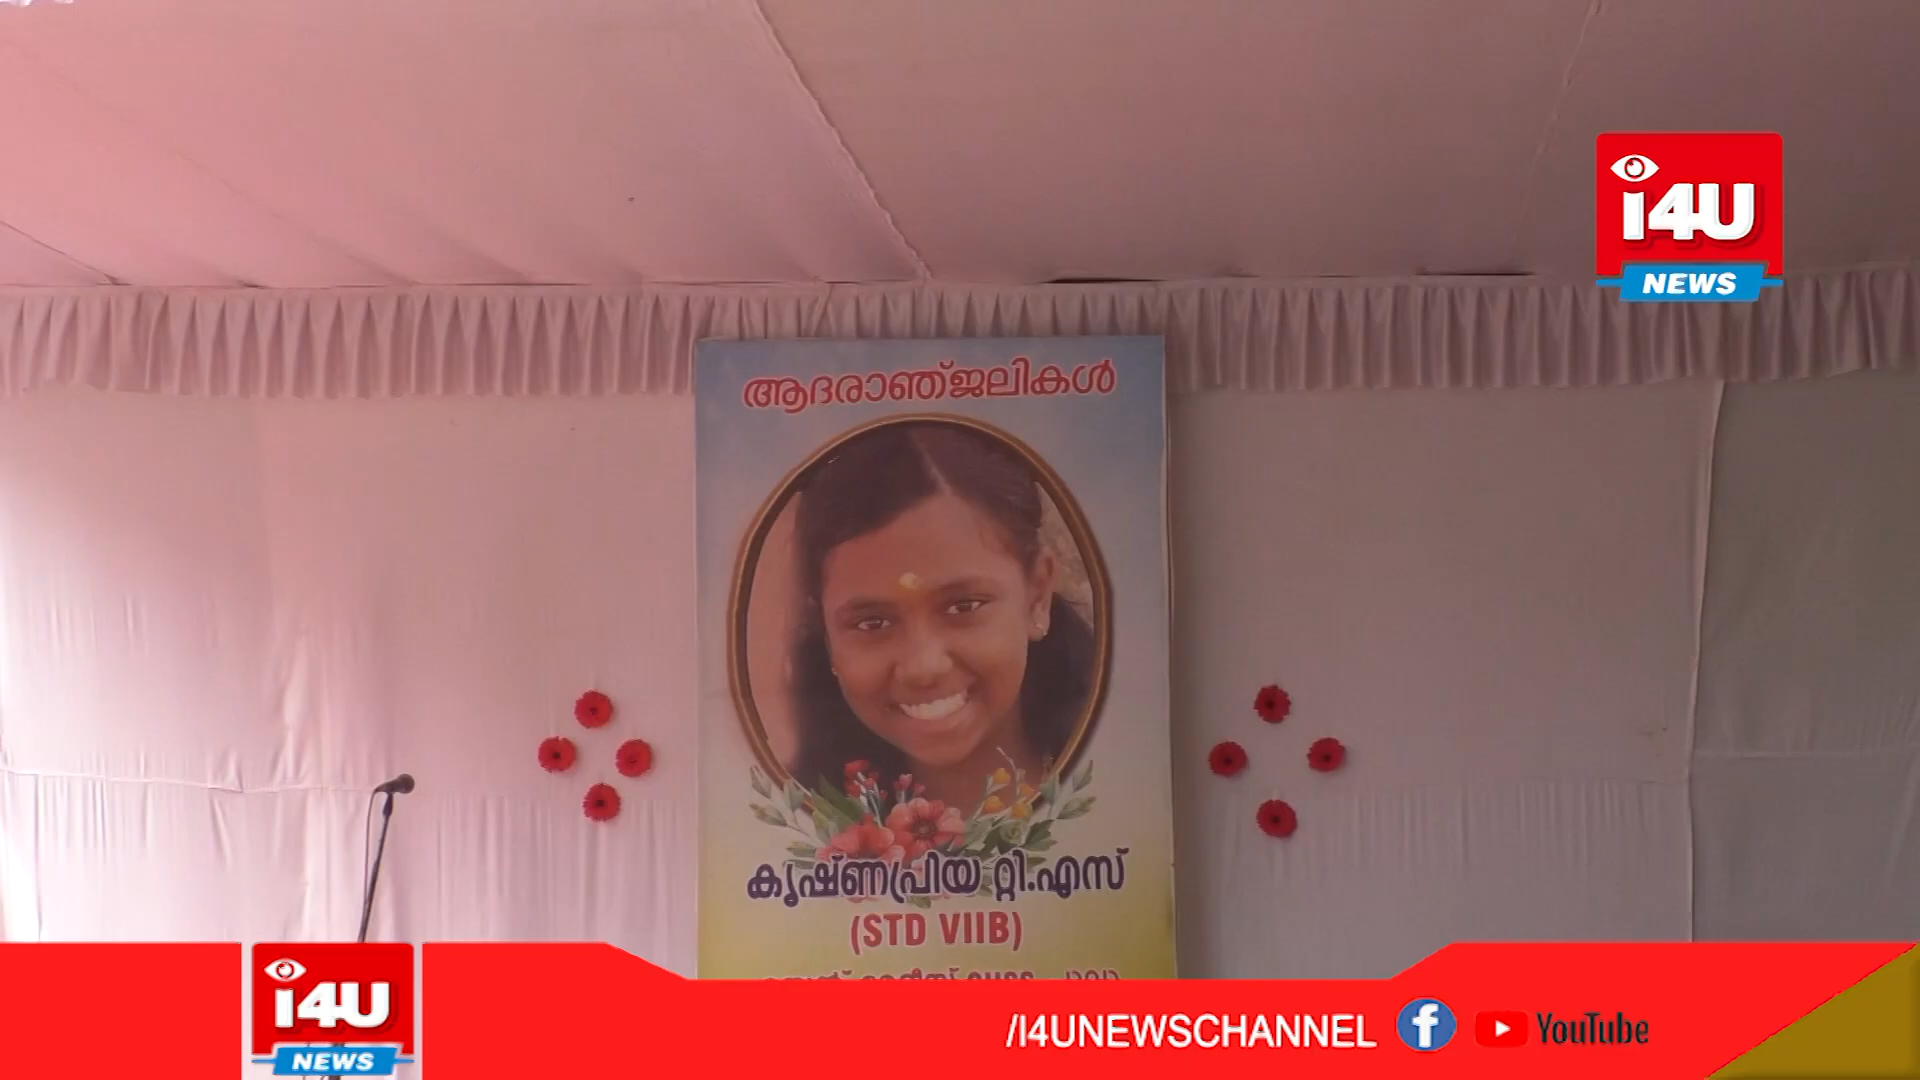 i4U
NEWS
ആദരാഞ്ജലികൾ
കൃഷ്ണപ്രിയ റ്റി.എസ്
(STD VIIB)
i4U
NEWS
/I4UNEWSCHANNEL
YouTube